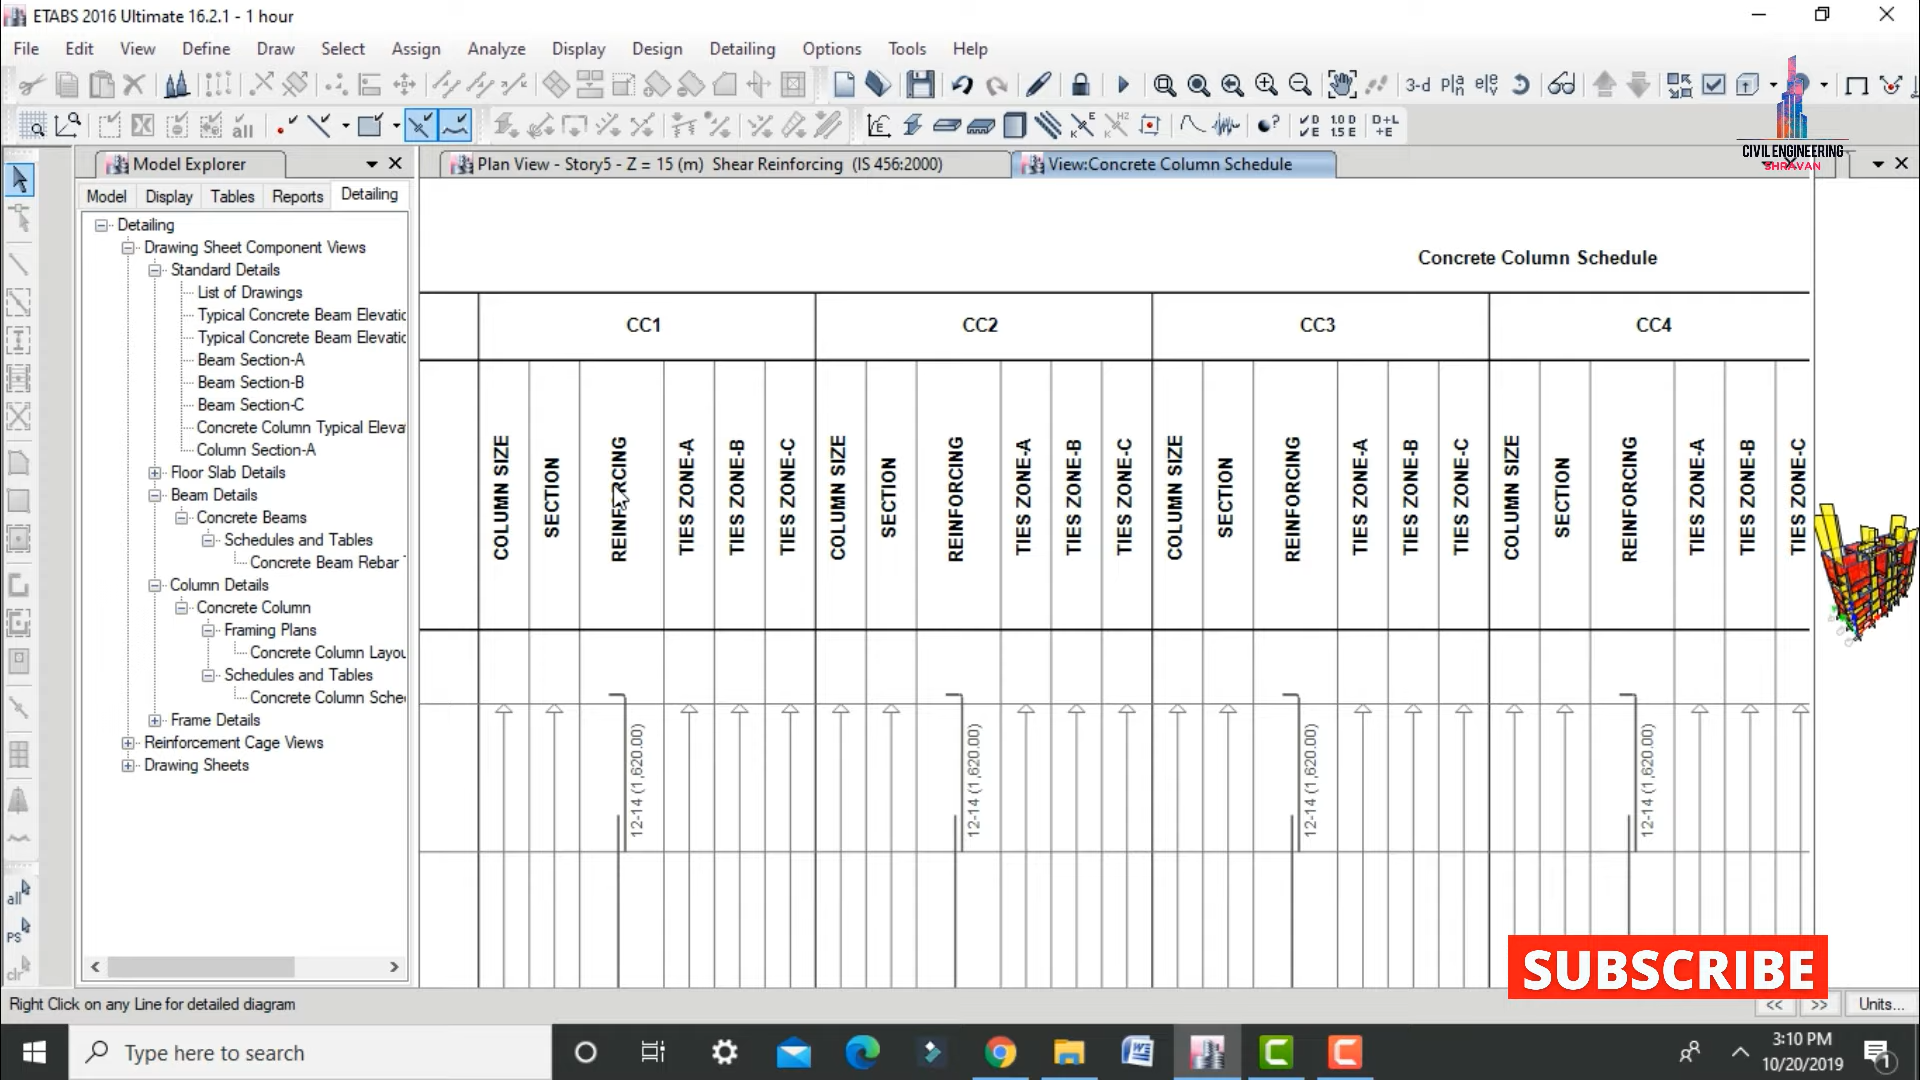 ETABS 2016 Ultimate 16.2.1 - 1 hour
File Edit View Define Draw Select Assign Analyze Display Design Detailing Options Tools Help
3-d
all
D E
1.0 D 1.5 E
D+L +E
CIVIL ENGINEERING
SHRAVAN
Model Explorer
Plan View - Story5 - Z = 15 (m) Shear Reinforcing (IS 456:2000)
View:Concrete Column Schedule
Model Display Tables Reports Detailing
Detailing
Drawing Sheet Component Views
Standard Details
List of Drawings
Typical Concrete Beam Elevatic
Typical Concrete Beam Elevatic
Beam Section-A
Beam Section-B
Beam Section-C
Concrete Column Typical Eleva
Column Section-A
Floor Slab Details
Beam Details
Concrete Beams
Schedules and Tables
Concrete Beam Rebar
Column Details
Concrete Column
Framing Plans
Concrete Column Layou
Schedules and Tables
Concrete Column Sche
Frame Details
Reinforcement Cage Views
Drawing Sheets
all
PS
clr
Concrete Column Schedule
CC1 CC2 CC3 CC4
COLUMN SIZE SECTION REINFORCING TIES ZONE-A TIES ZONE-B TIES ZONE-C COLUMN SIZE SECTION REINFORCING TIES ZONE-A TIES ZONE-B TIES ZONE-C COLUMN SIZE SECTION REINFORCING TIES ZONE-A TIES ZONE-B TIES ZONE-C COLUMN SIZE SECTION REINFORCING TIES ZONE-A TIES ZONE-B TIES ZONE-C
12-14 (1,620.00) 12-14 (1,620.00) 12-14 (1,620.00) 12-14 (1,620.00)
SUBSCRIBE
Right Click on any Line for detailed diagram
<< >> Units...
Type here to search
3:10 PM
10/20/2019
1